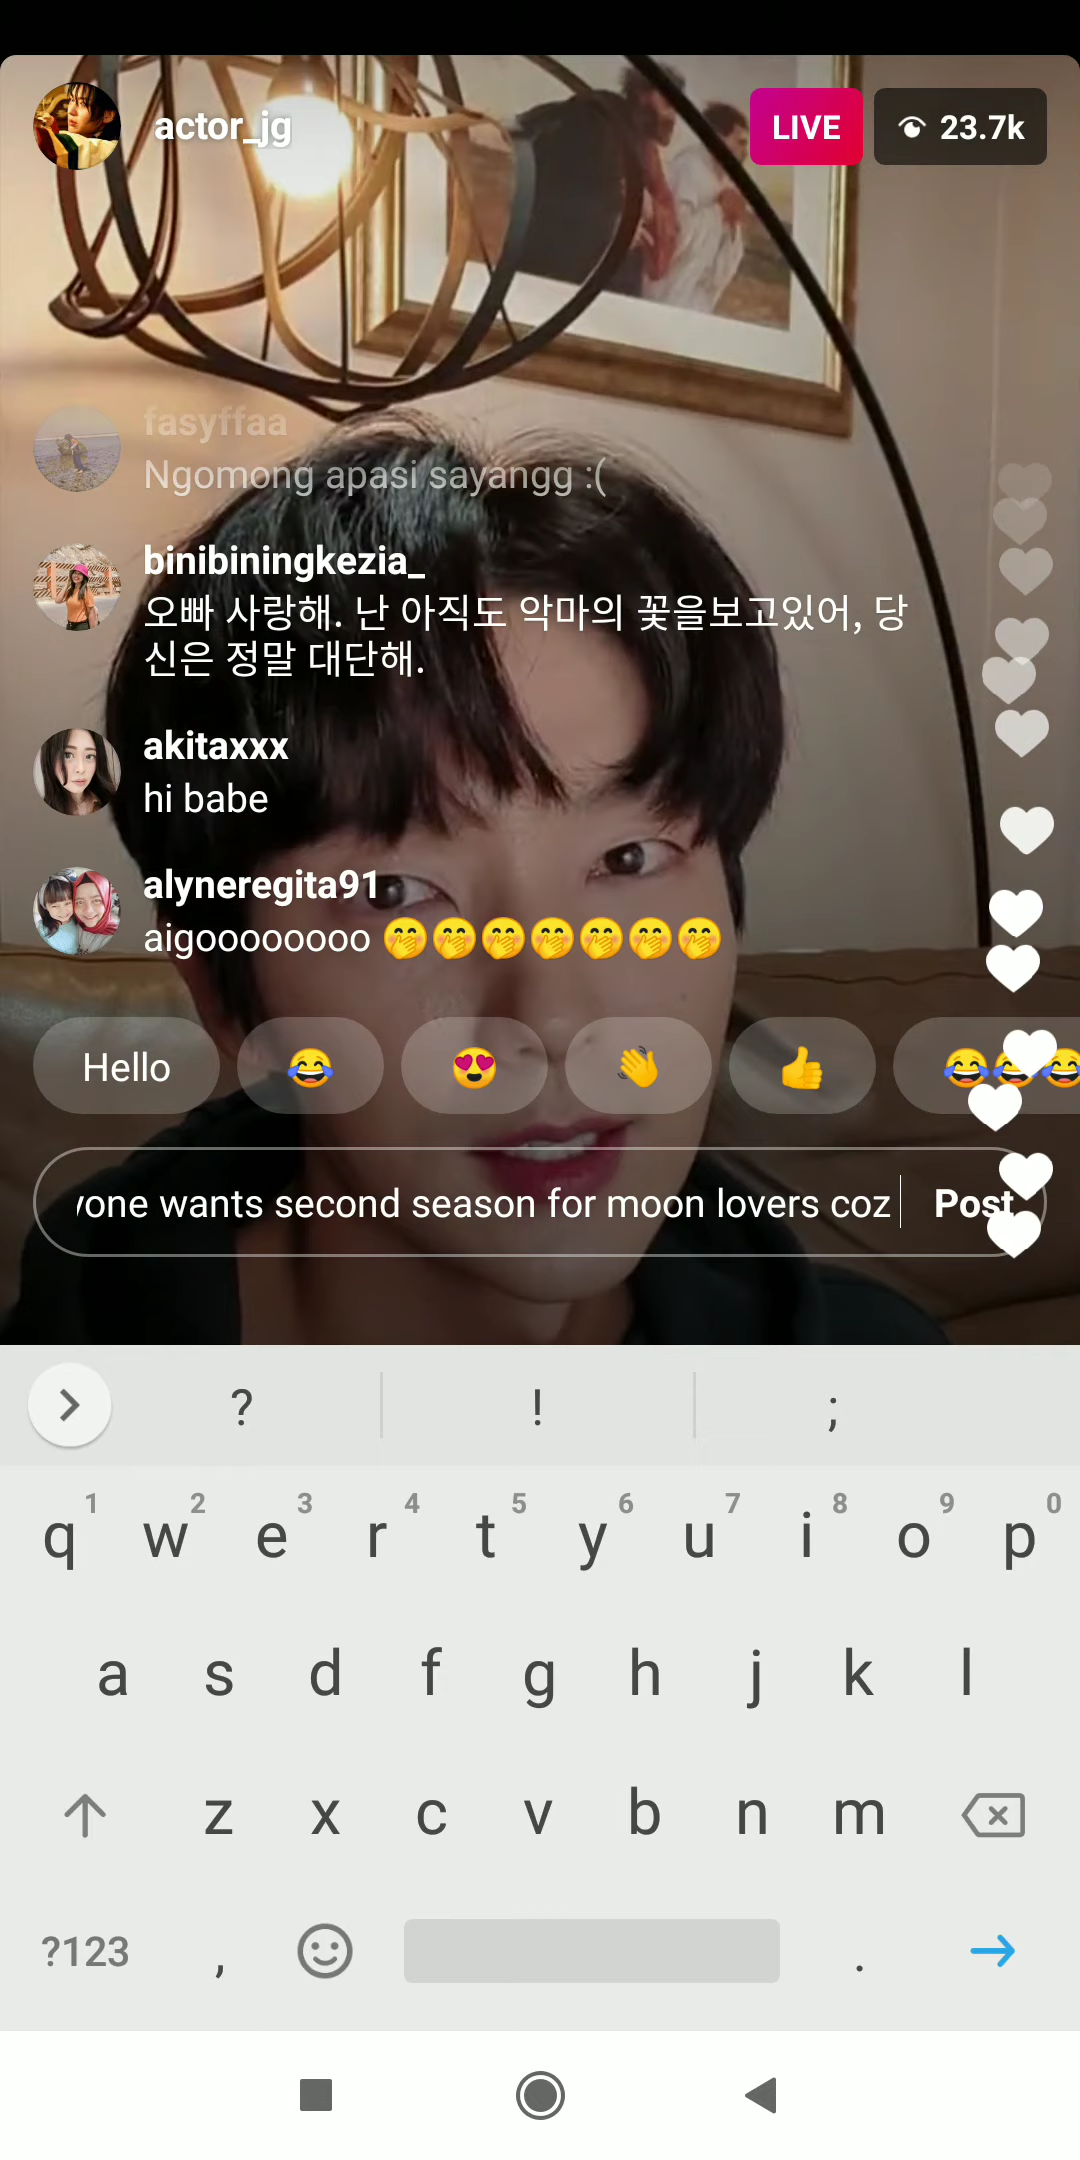 actor_jg
LIVE
23.7k
fasyffaa
Ngomong apasi sayangg :(
binibiningkezia_
오빠 사랑해. 난 아직도 악마의 꽃을보고있어, 당
신은 정말 대단해.
akitaxxx
hi babe
alyneregita91
aigoooooooo 🤭🤭🤭🤭🤭🤭🤭
Hello 😂 😍 👋 👍 😂😂😂
wants second season for moon lovers coz
Post
? ! ;
1 2 3 4 5 6 7 8 9 0
q w e r t y u i o p
a s d f g h j k l
z x c v b n m
?123 , .